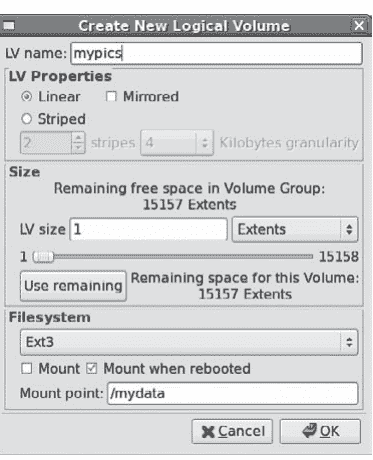 Create New Logical Volume
LV name: mypics
LV Properties
Linear Mirrored
Striped
2 stripes 4 Kilobytes granularity
Size
Remaining free space in Volume Group:
15157 Extents
LV size 1 Extents
1 15158
Use remaining Remaining space for this Volume:
15157 Extents
Filesystem
Ext3
Mount Mount when rebooted
Mount point: /mydata
Cancel OK